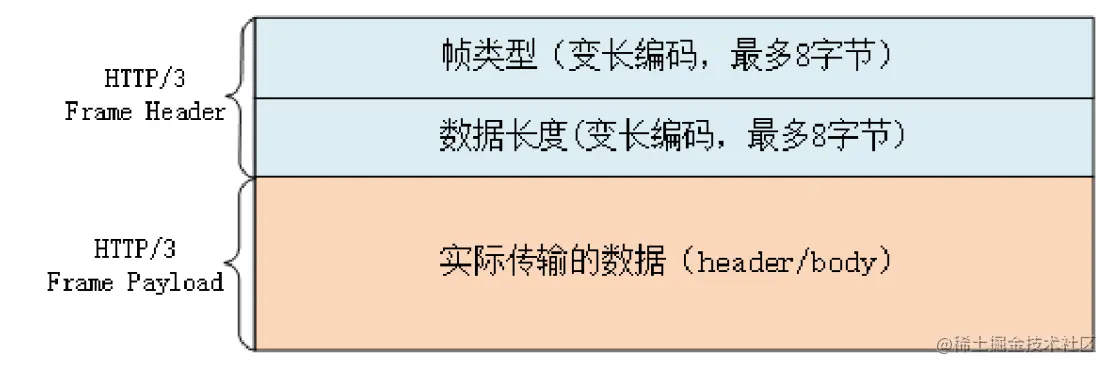 帧类型（变长编码，最多8字节）
HTTP/3
Frame Header
数据长度(变长编码，最多8字节）
HTTP/3
Frame Payload
实际传输的数据（header/body）
@稀土掘金技术社区